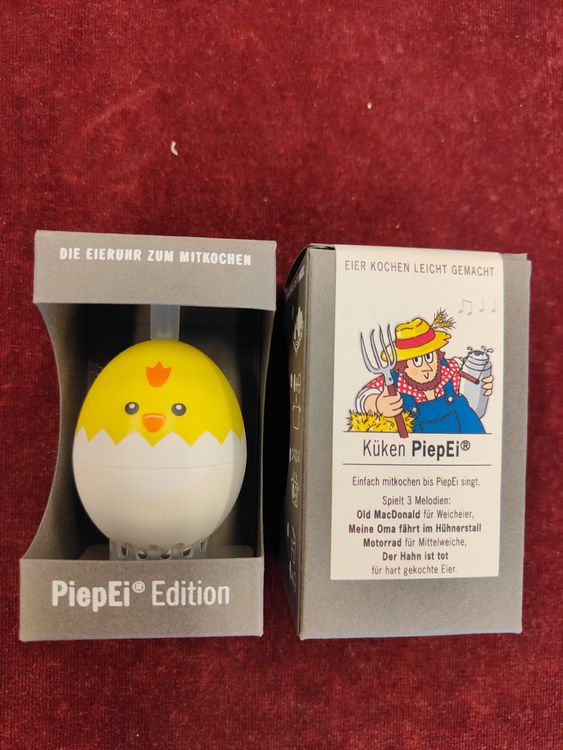 DIE EIERUHR ZUM MITKOCHEN
PiepEi® Edition
EIER KOCHEN LEICHT GEMACHT
Küken PiepEi®
Einfach mitkochen bis PiepEi singt.
Spielt 3 Melodien:
Old MacDonald für Weicheier,
Meine Oma fährt im Hühnerstall
Motorrad für Mittelweiche,
Der Hahn ist tot
für hart gekochte Eier.